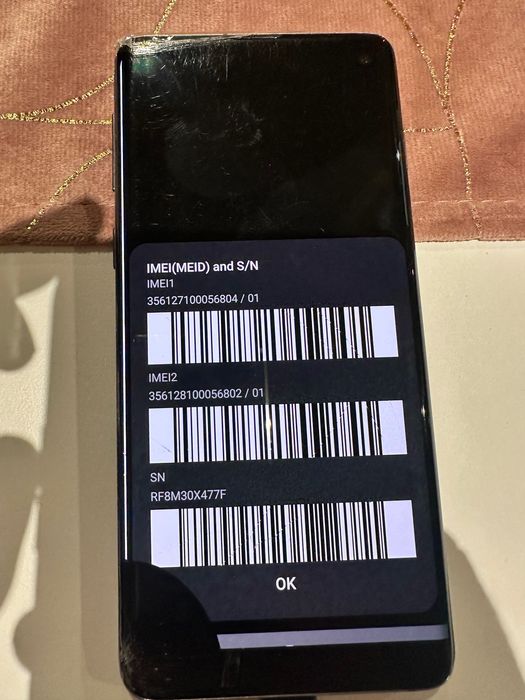 IMEI(MEID) and S/N
IMEI1
356127100056804 / 01
IMEI2
356128100056802 / 01
SN
RF8M30X477F
OK